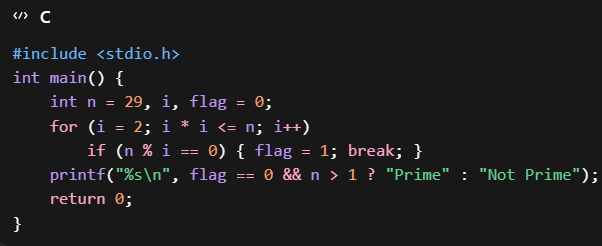 </> C
#include <stdio.h>
int main() {
    int n = 29, i, flag = 0;
    for (i = 2; i * i <= n; i++)
        if (n % i == 0) { flag = 1; break; }
    printf("%s\n", flag == 0 && n > 1 ? "Prime" : "Not Prime");
    return 0;
}